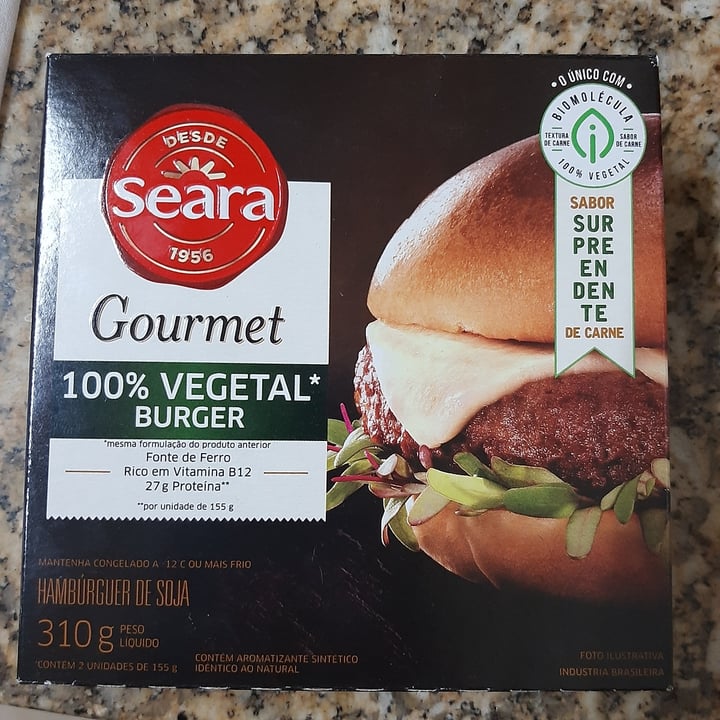 DESDE
Seara
1956
Gourmet
100% VEGETAL*
BURGER
*mesma formulação do produto anterior
Fonte de Ferro
Rico em Vitamina B12
27g Proteína**
**por unidade de 155 g
• O ÚNICO COM •
BIOMOLÉCULA
TEXTURA
DE CARNE
SABOR
DE CARNE
100% VEGETAL
SABOR
SUR
PRE
EN
DEN
TE
DE CARNE
MANTENHA CONGELADO A -12 C OU MAIS FRIO
HAMBÚRGUER DE SOJA
310g PESO
LÍQUIDO
CONTÉM 2 UNIDADES DE 155 g
CONTÉM AROMATIZANTE SINTÉTICO
IDÊNTICO AO NATURAL
FOTO ILUSTRATIVA
INDÚSTRIA BRASILEIRA